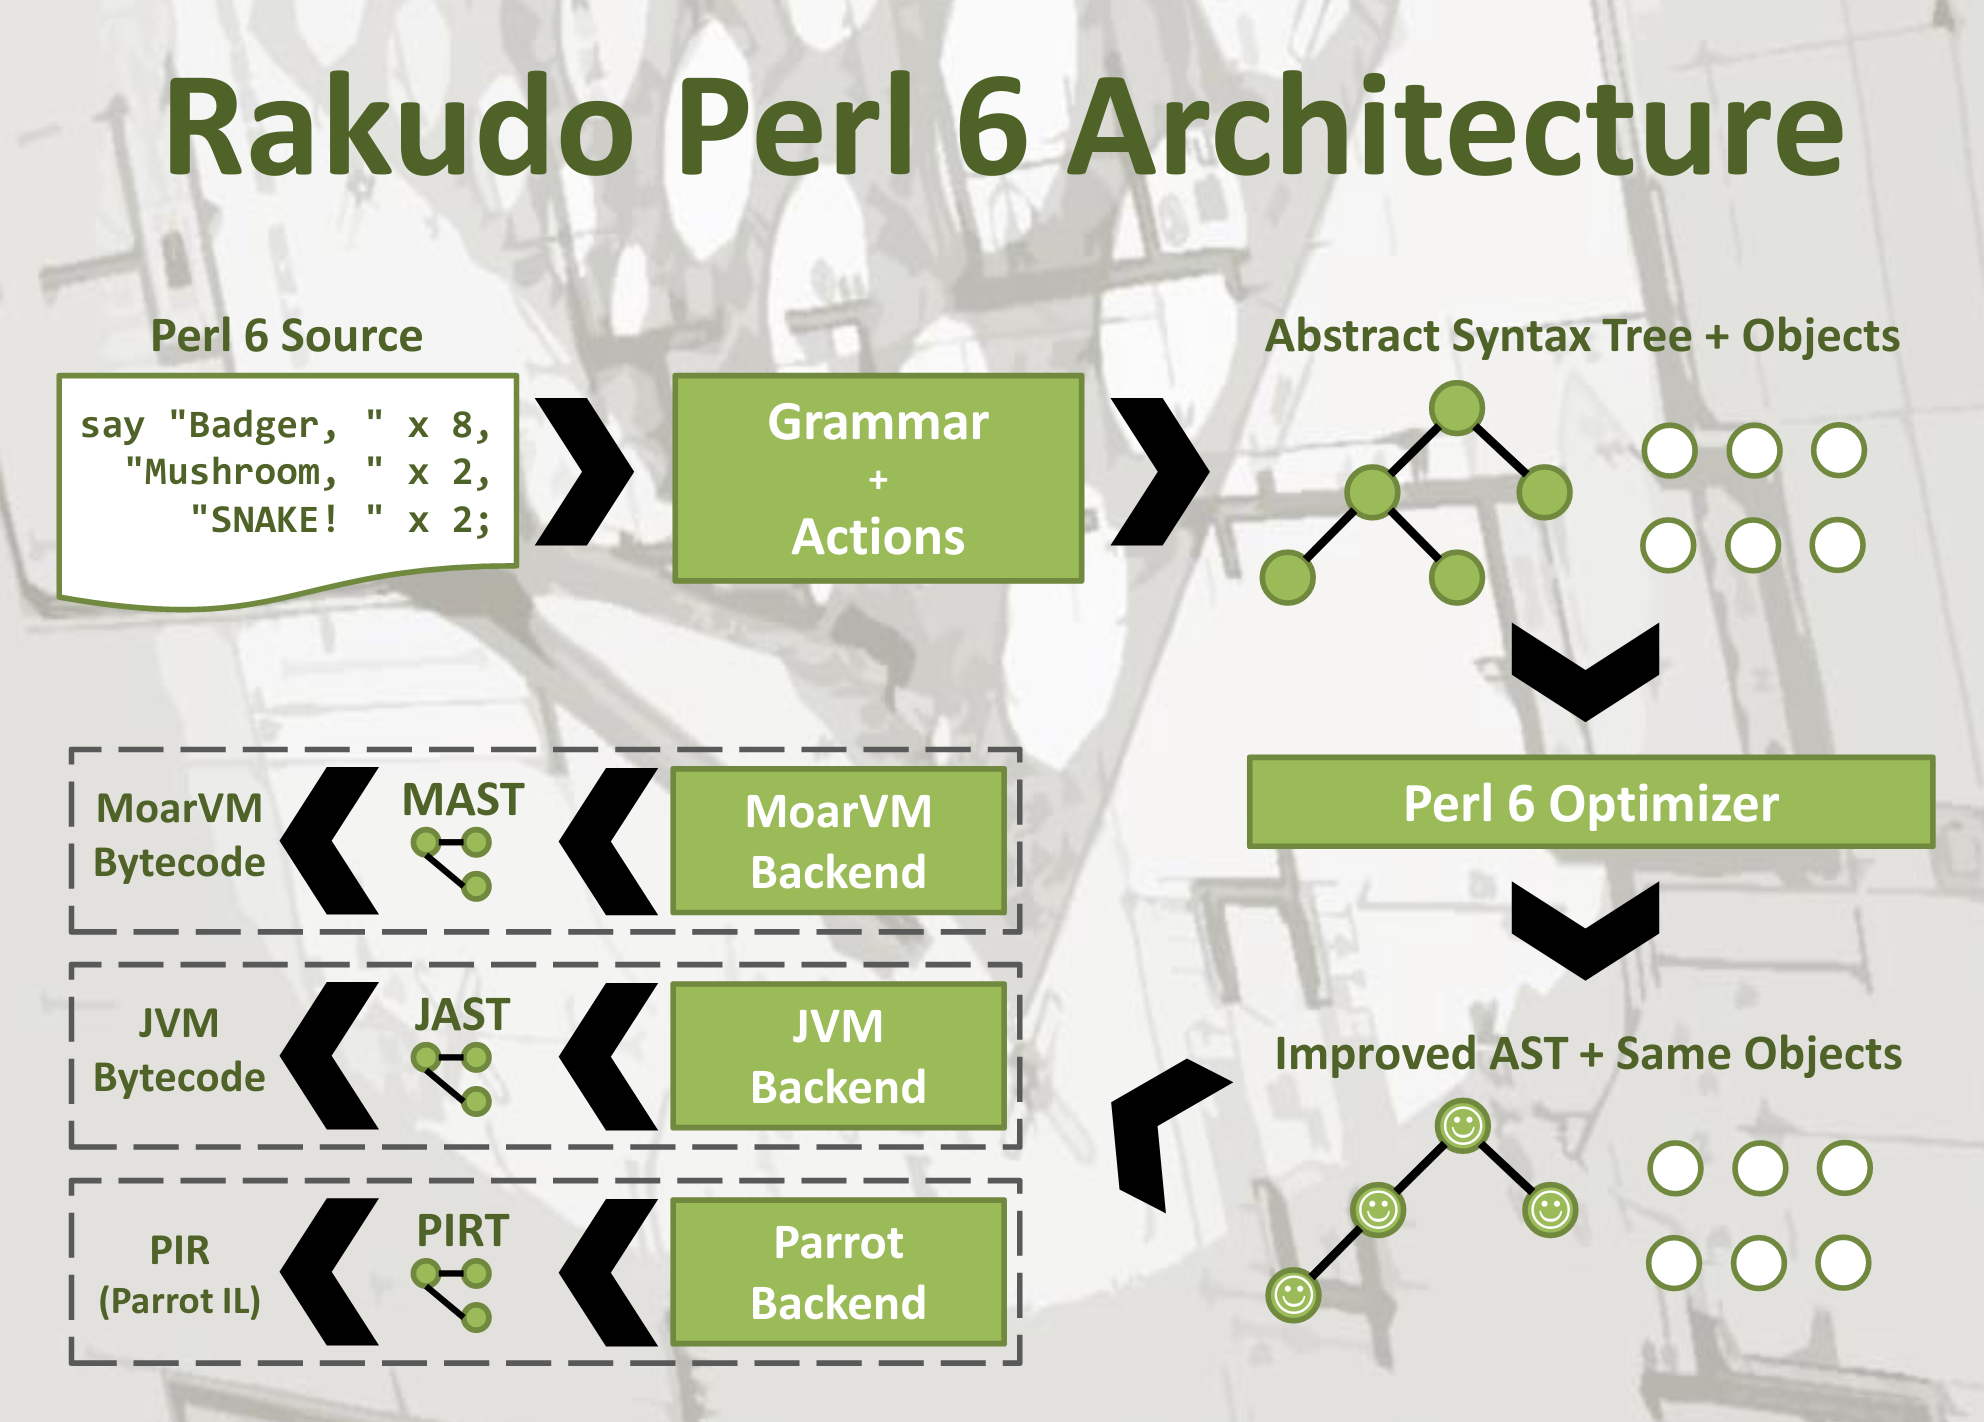 Rakudo Perl 6 Architecture
Perl 6 Source
say "Badger, " x 8,
"Mushroom, " x 2,
"SNAKE! " x 2;
Grammar
+
Actions
Abstract Syntax Tree + Objects
Perl 6 Optimizer
Improved AST + Same Objects
MoarVM
Backend
MAST
MoarVM
Bytecode
JVM
Backend
JAST
JVM
Bytecode
Parrot
Backend
PIRT
PIR
(Parrot IL)